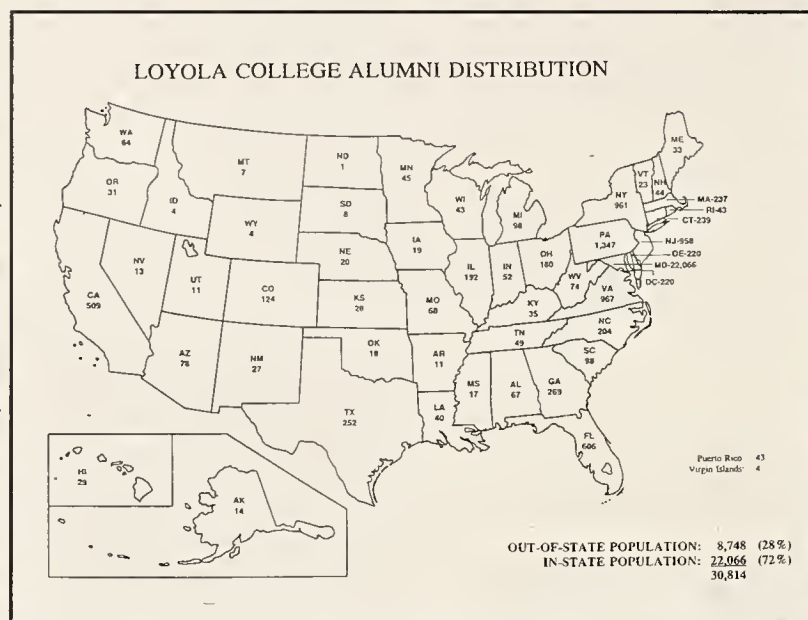 LOYOLA COLLEGE ALUMNI DISTRIBUTION
WA
64
OR
31
ID
4
MT
7
ND
1
SD
8
WY
4
NE
20
NV
13
UT
11
CO
124
KS
28
CA
509
AZ
78
NM
27
OK
18
TX
252
MN
45
IA
19
MO
68
AR
11
LA
40
WI
43
IL
192
MI
98
IN
52
OH
180
KY
35
TN
49
MS
17
AL
67
GA
269
FL
606
SC
98
NC
204
VA
967
WV
74
PA
1,347
NY
961
VT
23
NH
44
ME
33
MA-237
RI-43
CT-239
NJ-958
DE-220
MD-22,066
DC-220
HI
29
AK
14
Puerto Rico 43
Virgin Islands 4
OUT-OF-STATE POPULATION: 8,748 (28%)
IN-STATE POPULATION: 22,066 (72%)
30,814